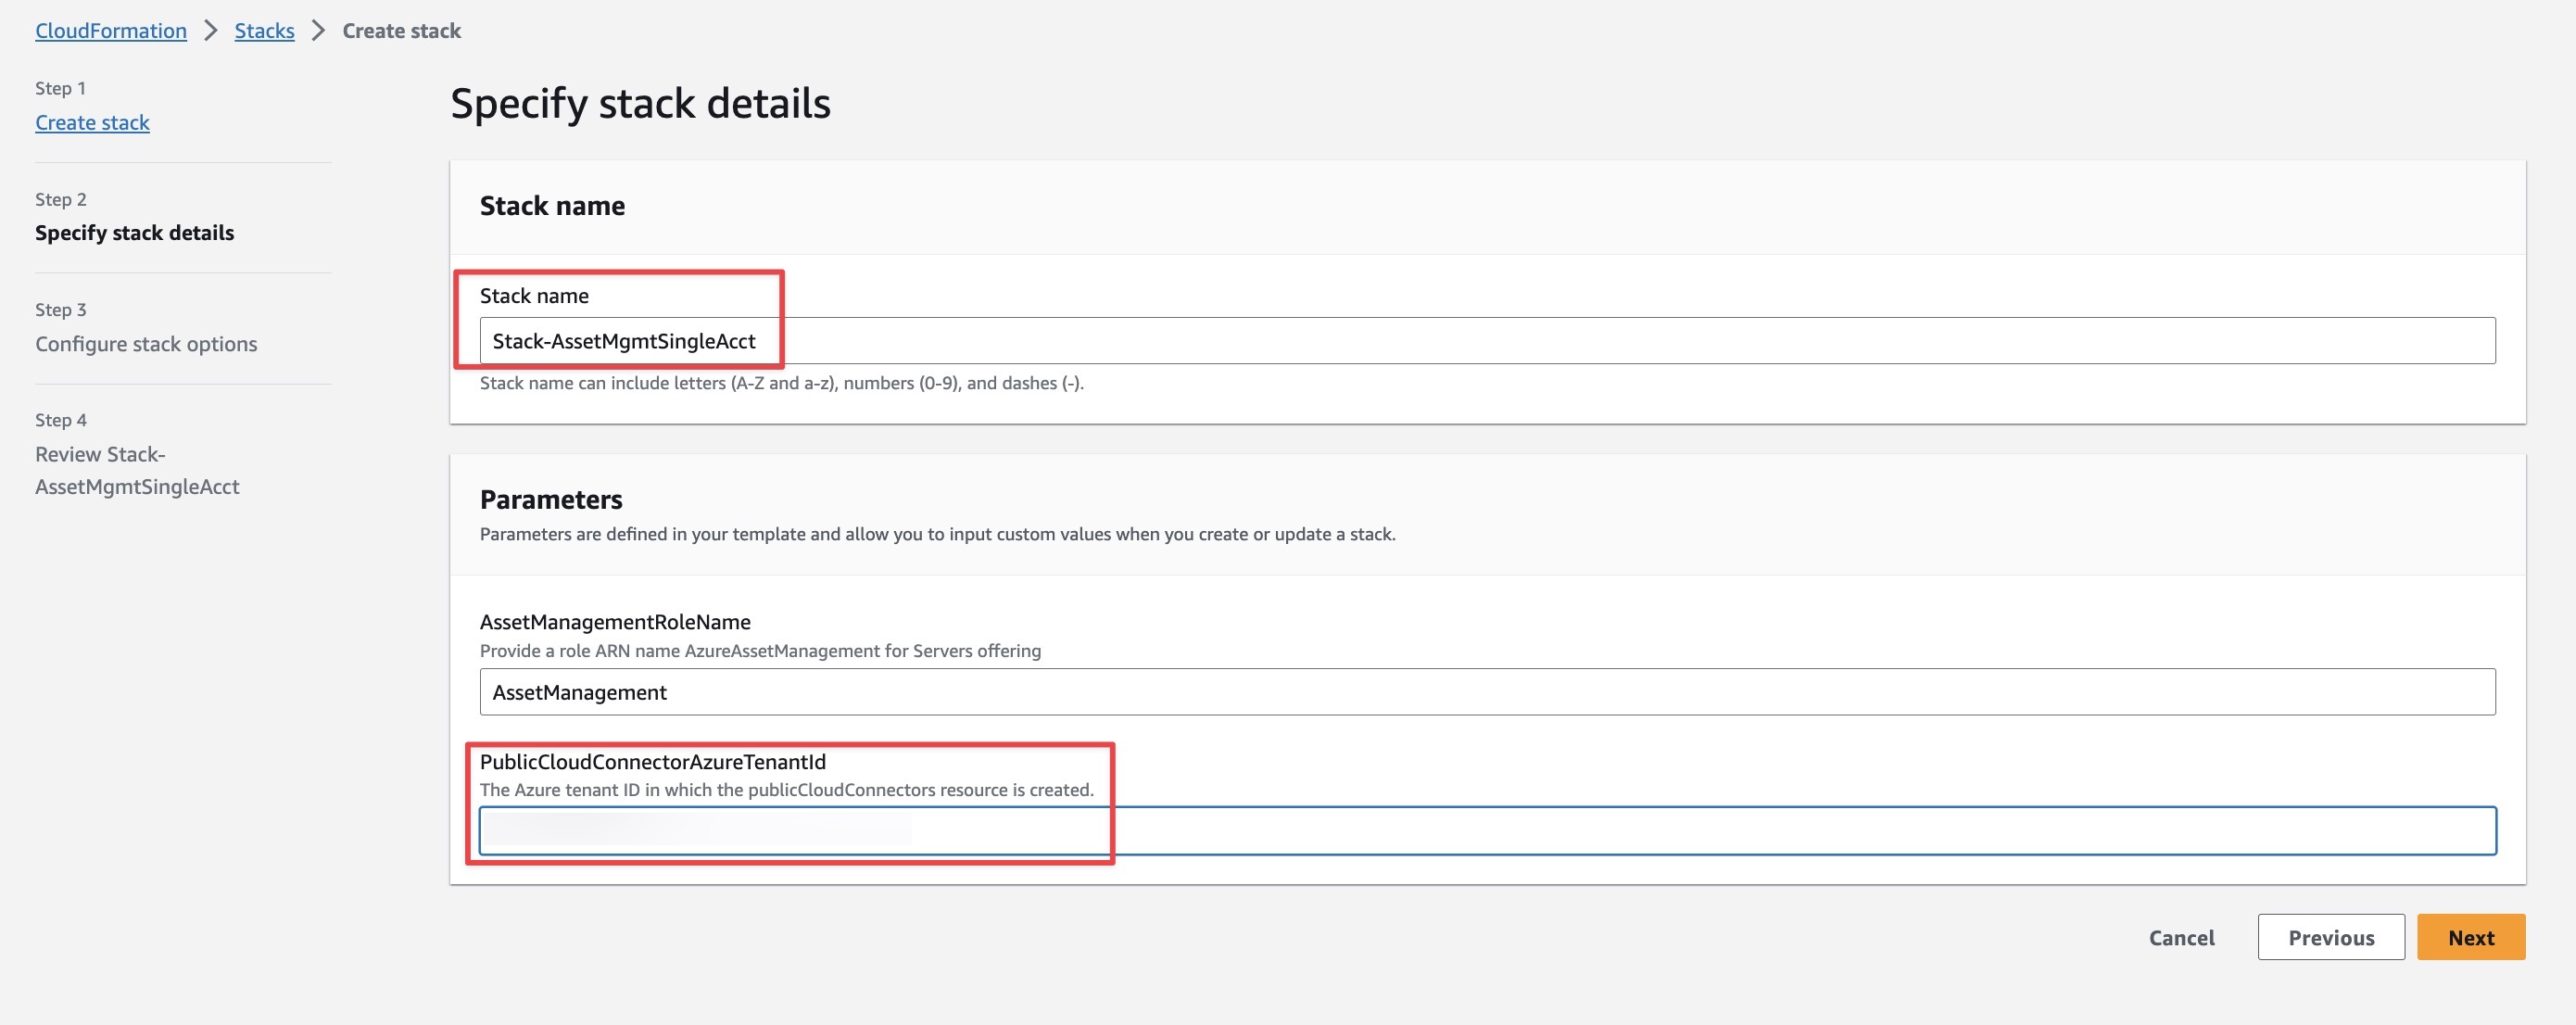 CloudFormation > Stacks > Create stack
Step 1
Create stack
Step 2
Specify stack details
Step 3
Configure stack options
Step 4
Review Stack-
AssetMgmtSingleAcct
Specify stack details
Stack name
Stack name
Stack-AssetMgmtSingleAcct
Stack name can include letters (A-Z and a-z), numbers (0-9), and dashes (-).
Parameters
Parameters are defined in your template and allow you to input custom values when you create or update a stack.
AssetManagementRoleName
Provide a role ARN name AzureAssetManagement for Servers offering
AssetManagement
PublicCloudConnectorAzureTenantId
The Azure tenant ID in which the publicCloudConnectors resource is created.
Cancel Previous Next